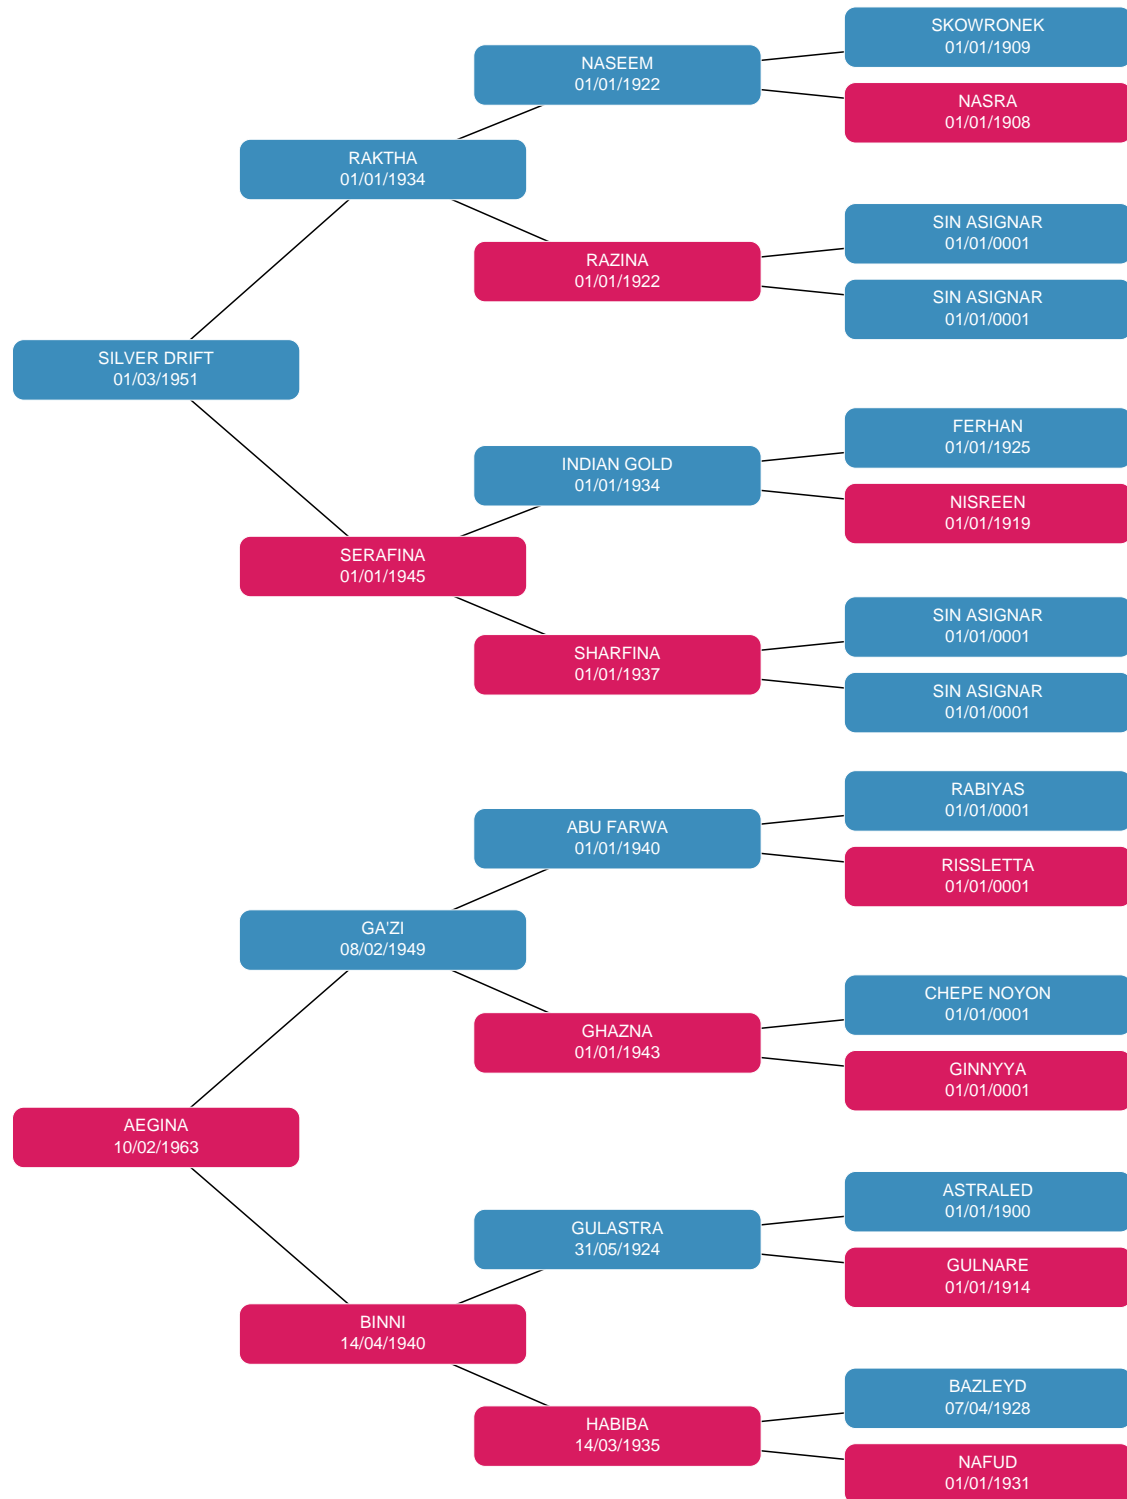 SKOWRONEK
01/01/1909
NASEEM
01/01/1922
NASRA
01/01/1908
RAKTHA
01/01/1934
SIN ASIGNAR
01/01/0001
RAZINA
01/01/1922
SIN ASIGNAR
01/01/0001
SILVER DRIFT
01/03/1951
FERHAN
01/01/1925
INDIAN GOLD
01/01/1934
NISREEN
01/01/1919
SERAFINA
01/01/1945
SIN ASIGNAR
01/01/0001
SHARFINA
01/01/1937
SIN ASIGNAR
01/01/0001
RABIYAS
01/01/0001
ABU FARWA
01/01/1940
RISSLETTA
01/01/0001
GA'ZI
08/02/1949
CHEPE NOYON
01/01/0001
GHAZNA
01/01/1943
GINNYYA
01/01/0001
AEGINA
10/02/1963
ASTRALED
01/01/1900
GULASTRA
31/05/1924
GULNARE
01/01/1914
BINNI
14/04/1940
BAZLEYD
07/04/1928
HABIBA
14/03/1935
NAFUD
01/01/1931